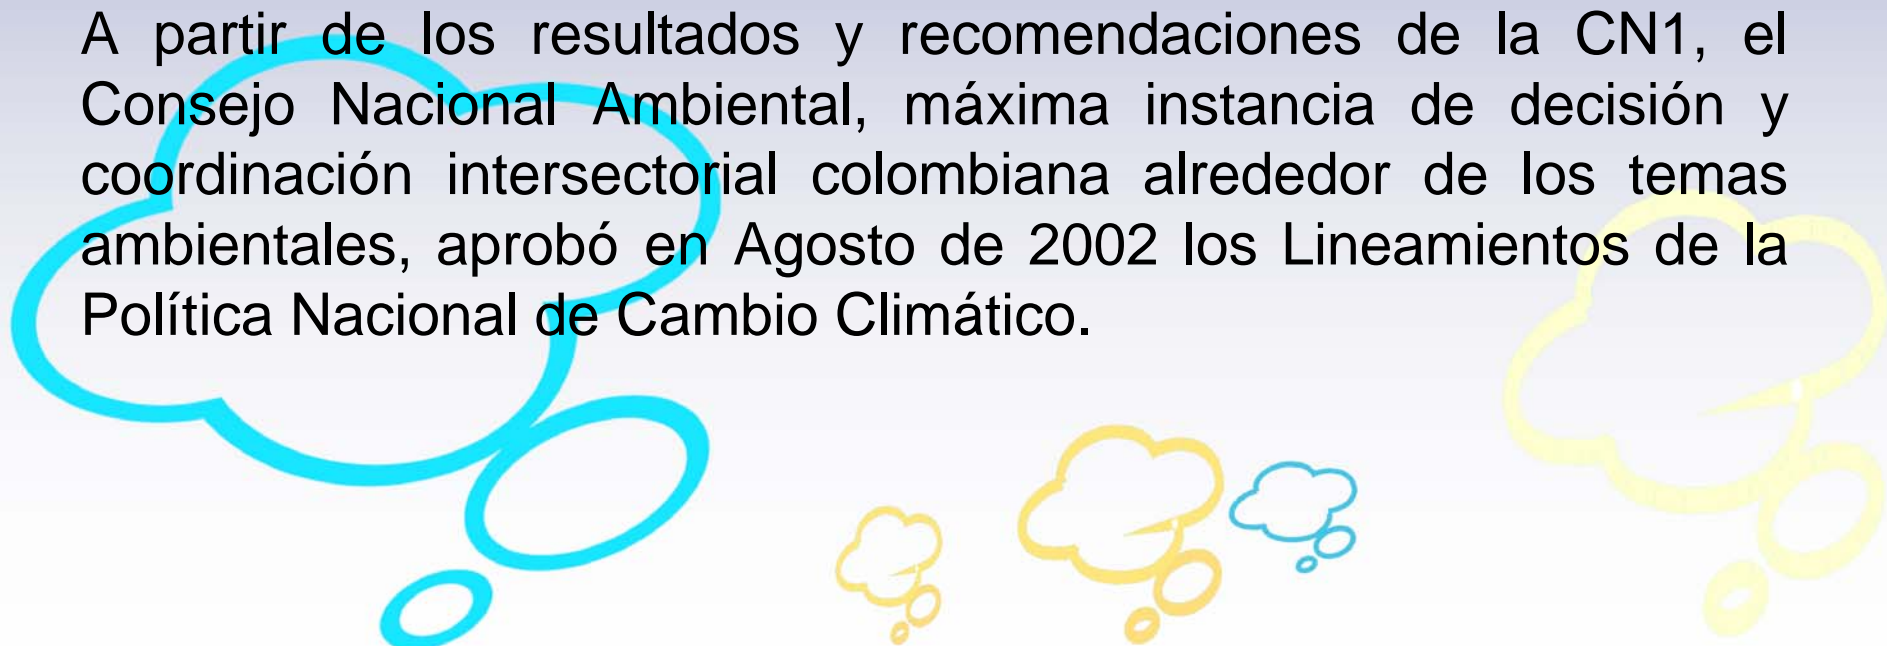 A partir de los resultados y recomendaciones de la CN1, el
Consejo Nacional Ambiental, máxima instancia de decisión y
coordinación intersectorial colombiana alrededor de los temas
ambientales, aprobó en Agosto de 2002 los Lineamientos de la
Política Nacional de Cambio Climático.